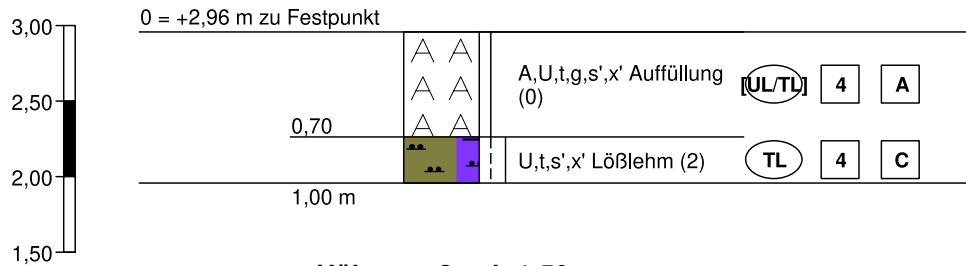 0 = +2,96 m zu Festpunkt
3,00
A,U,t,g,s',x' Auffüllung
(0)
[UL/TL]
4
A
A A
A A
A A
2,50
0,70
U,t,s',x' Lößlehm (2)
TL
4
C
2,00
1,00 m
1,50